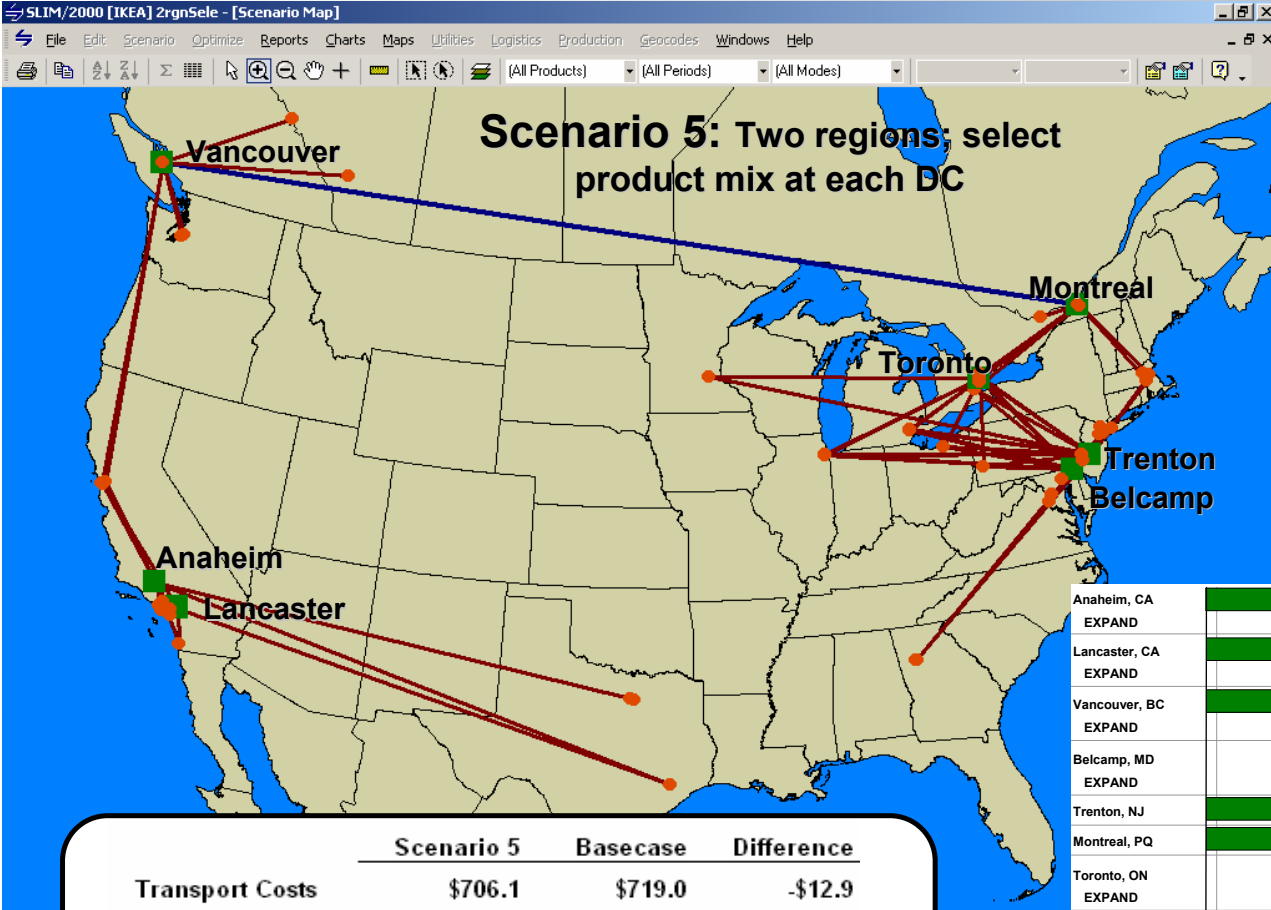 SLIM/2000 [IKEA] 2rgnSele - [Scenario Map]
File Edit Scenario Optimize Reports Charts Maps Utilities Logistics Production Geocodes Windows Help
(All Products) (All Periods) (All Modes)
Scenario 5: Two regions; select
product mix at each DC
Vancouver
Montreal
Toronto
Trenton
Belcamp
Anaheim
Lancaster
Anaheim, CA
EXPAND
Lancaster, CA
EXPAND
Vancouver, BC
EXPAND
Belcamp, MD
EXPAND
Trenton, NJ
Montreal, PQ
Toronto, ON
EXPAND
Scenario 5 Basecase Difference
Transport Costs $706.1 $719.0 -$12.9